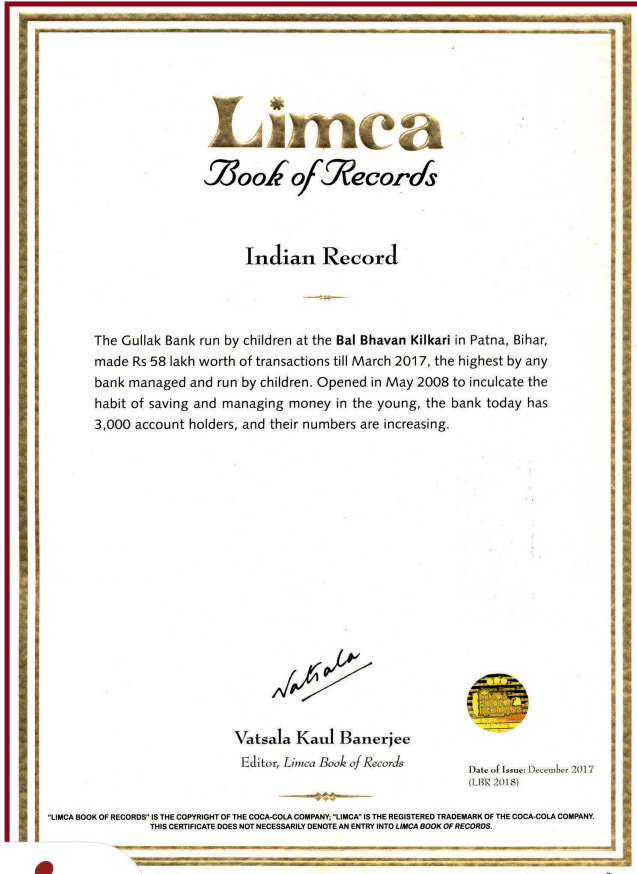 Limca
Book of Records
Indian Record
The Gullak Bank run by children at the Bal Bhavan Kilkari in Patna, Bihar,
made Rs 58 lakh worth of transactions till March 2017, the highest by any
bank managed and run by children. Opened in May 2008 to inculcate the
habit of saving and managing money in the young, the bank today has
3,000 account holders, and their numbers are increasing.
Vatsala
Vatsala Kaul Banerjee
Editor, Limca Book of Records
Date of Issue: December 2017
(LBR 2018)
"LIMCA BOOK OF RECORDS" IS THE COPYRIGHT OF THE COCA-COLA COMPANY; "LIMCA" IS THE REGISTERED TRADEMARK OF THE COCA-COLA COMPANY.
THIS CERTIFICATE DOES NOT NECESSARILY DENOTE AN ENTRY INTO LIMCA BOOK OF RECORDS.